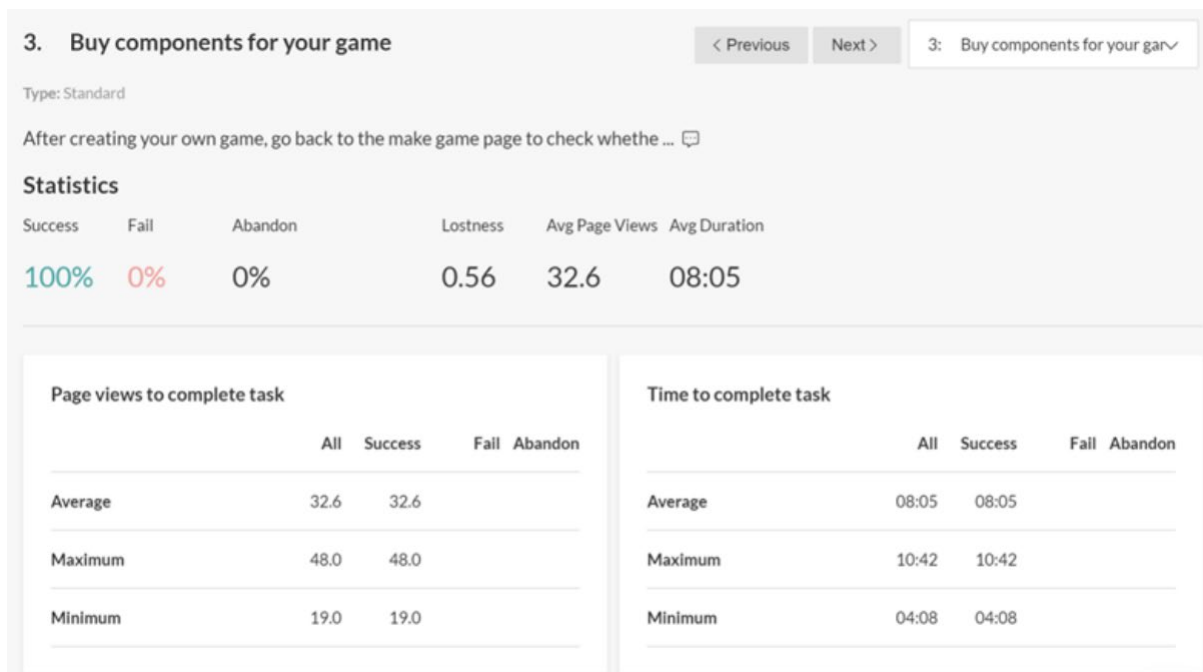 3. Buy components for your game
< Previous Next > 3: Buy components for your gar
Type: Standard
After creating your own game, go back to the make game page to check whethe ...
Statistics
Success Fail Abandon Lostness Avg Page Views Avg Duration
100% 0% 0% 0.56 32.6 08:05
Page views to complete task
All Success Fail Abandon
Average 32.6 32.6
Maximum 48.0 48.0
Minimum 19.0 19.0
Time to complete task
All Success Fail Abandon
Average 08:05 08:05
Maximum 10:42 10:42
Minimum 04:08 04:08